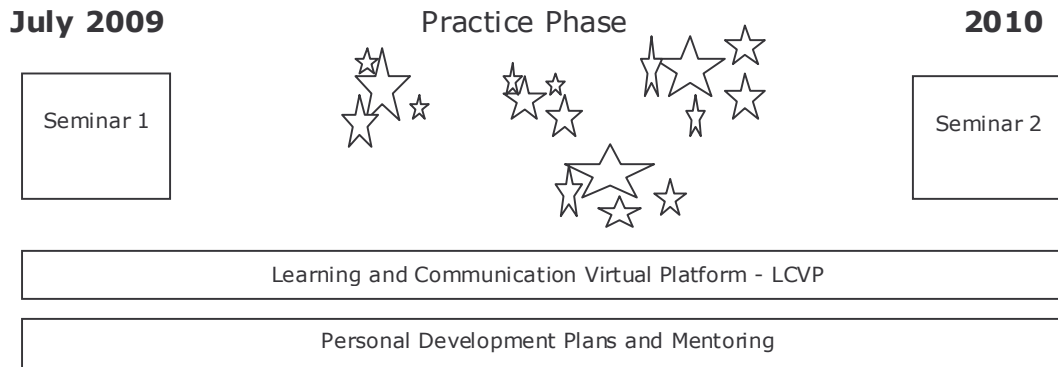 July 2009 Practice Phase 2010
Seminar 1
Seminar 2
Learning and Communication Virtual Platform - LCVP
Personal Development Plans and Mentoring